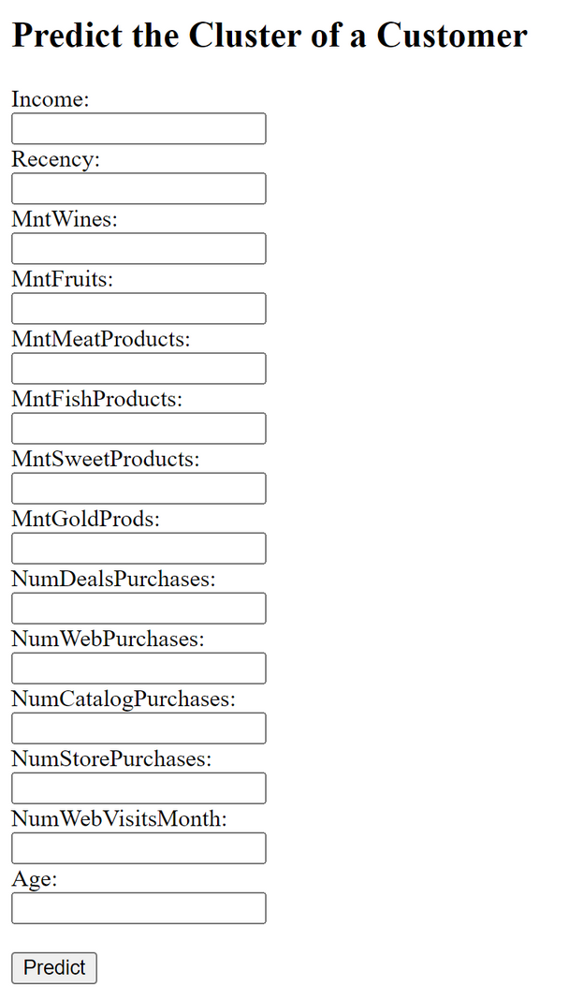 Predict the Cluster of a Customer
Income:
Recency:
MntWines:
MntFruits:
MntMeatProducts:
MntFishProducts:
MntSweetProducts:
MntGoldProds:
NumDealsPurchases:
NumWebPurchases:
NumCatalogPurchases:
NumStorePurchases:
NumWebVisitsMonth:
Age:
Predict